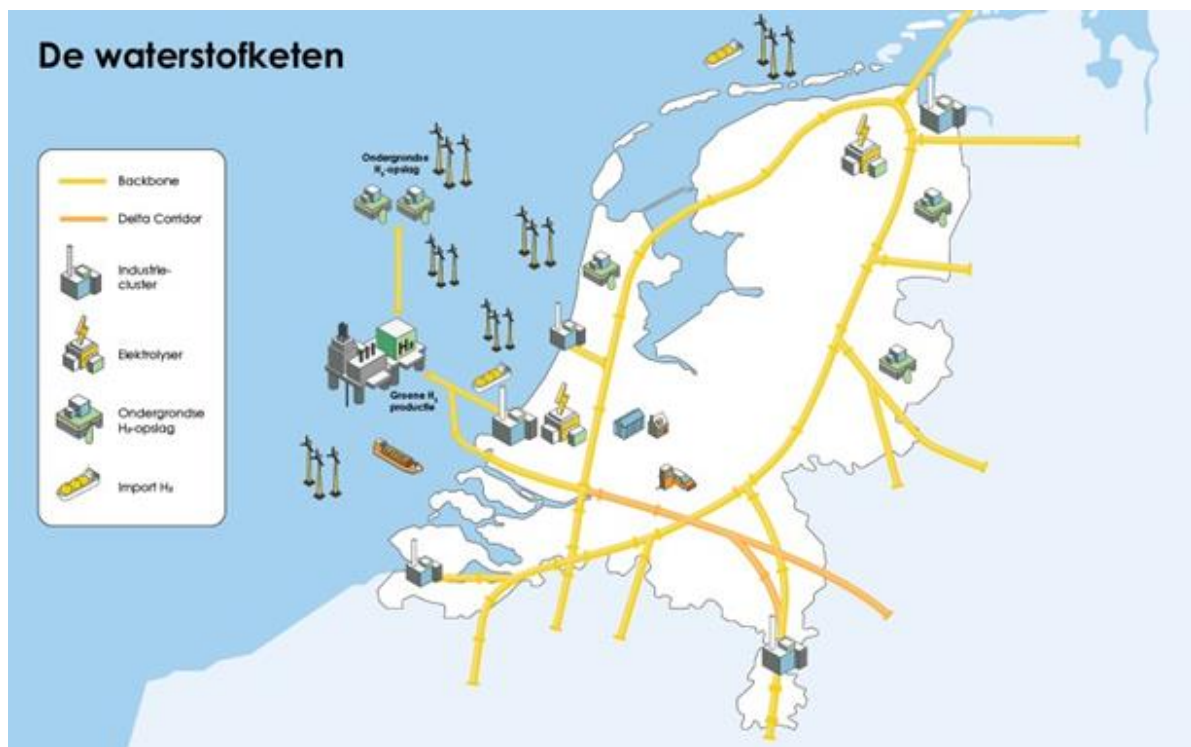 De waterstofketen
Backbone
Delta Corridor
Industrie-
cluster
Elektrolyser
Ondergrondse
H₂-opslag
Import H₂
Ondergrondse
H₂-opslag
H₂
Groene H₂
productie